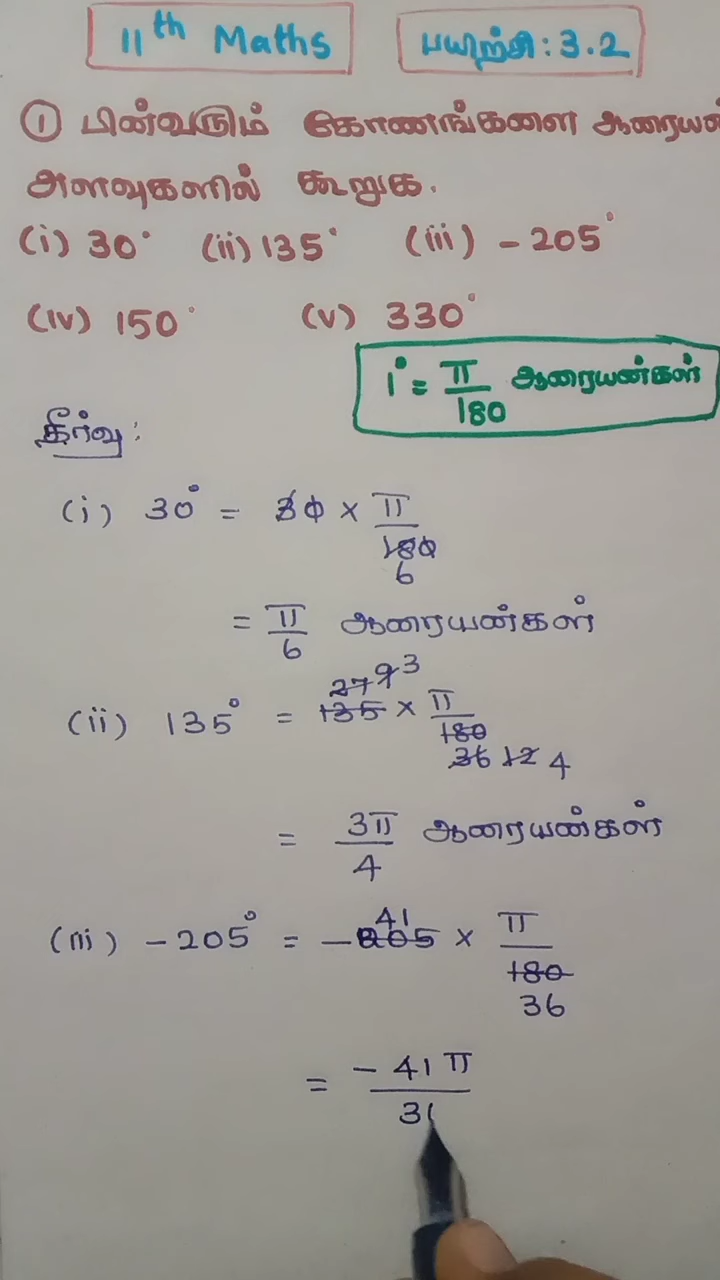 11th Maths பயிற்சி: 3.2
① பின்வரும் கோணங்களை ஆரையன்
அளவுகளில் கூறுக.
(i) 30° (ii) 135° (iii) - 205°
(iv) 150° (v) 330°
1° = π/180 ஆரையன்கள்
தீர்வு:
(i) 30° = 30 × π/180
6
= π/6 ஆரையன்கள்
27 9 3
(ii) 135° = 135 × π/180
36 12 4
= 3π/4 ஆரையன்கள்
41
(iii) -205° = -205 × π/180
36
= -41π/36